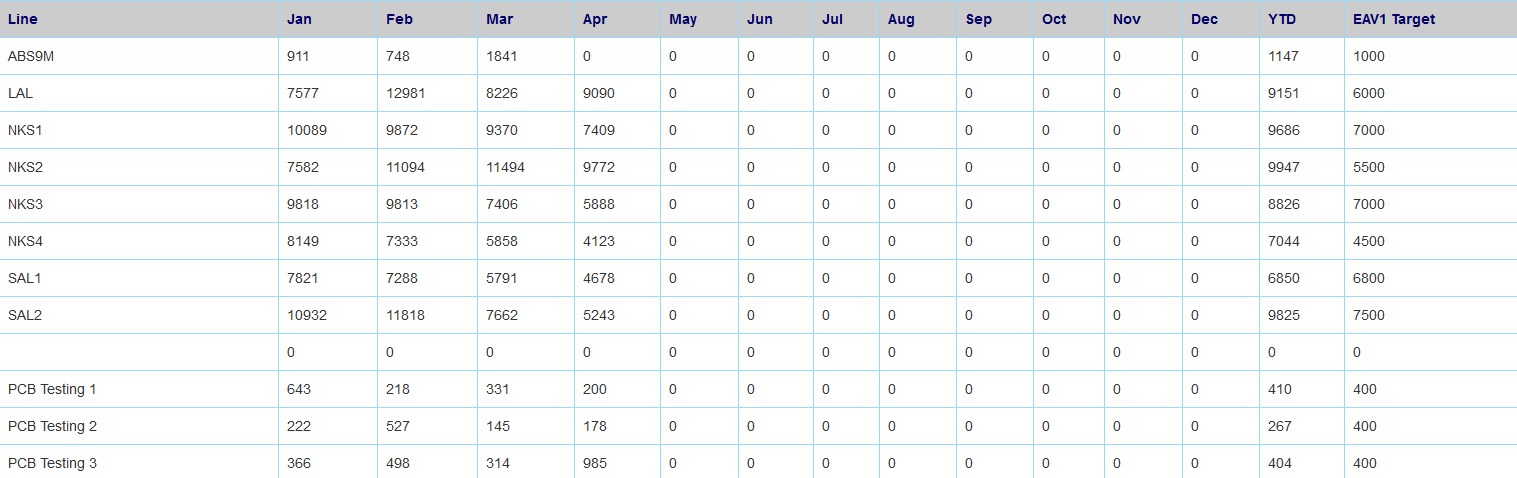 Line Jan Feb Mar Apr May Jun Jul Aug Sep Oct Nov Dec YTD EAV1 Target
ABS9M 911 748 1841 0 0 0 0 0 0 0 0 0 1147 1000
LAL 7577 12981 8226 9090 0 0 0 0 0 0 0 0 9151 6000
NKS1 10089 9872 9370 7409 0 0 0 0 0 0 0 0 9686 7000
NKS2 7582 11094 11494 9772 0 0 0 0 0 0 0 0 9947 5500
NKS3 9818 9813 7406 5888 0 0 0 0 0 0 0 0 8826 7000
NKS4 8149 7333 5858 4123 0 0 0 0 0 0 0 0 7044 4500
SAL1 7821 7288 5791 4678 0 0 0 0 0 0 0 0 6850 6800
SAL2 10932 11818 7662 5243 0 0 0 0 0 0 0 0 9825 7500
0 0 0 0 0 0 0 0 0 0 0 0 0 0
PCB Testing 1 643 218 331 200 0 0 0 0 0 0 0 0 410 400
PCB Testing 2 222 527 145 178 0 0 0 0 0 0 0 0 267 400
PCB Testing 3 366 498 314 985 0 0 0 0 0 0 0 0 404 400